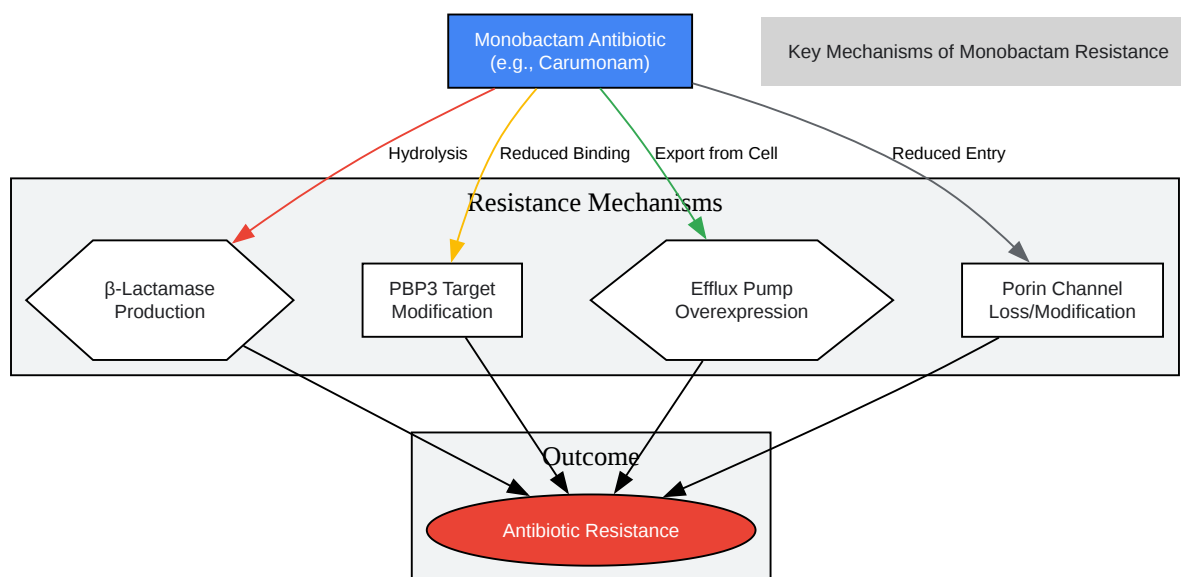 Monobactam Antibiotic
(e.g., Carumonam)
Key Mechanisms of Monobactam Resistance
Hydrolysis
Reduced Binding
Export from Cell
Reduced Entry
Resistance Mechanisms
β-Lactamase
Production
PBP3 Target
Modification
Efflux Pump
Overexpression
Porin Channel
Loss/Modification
Outcome
Antibiotic Resistance